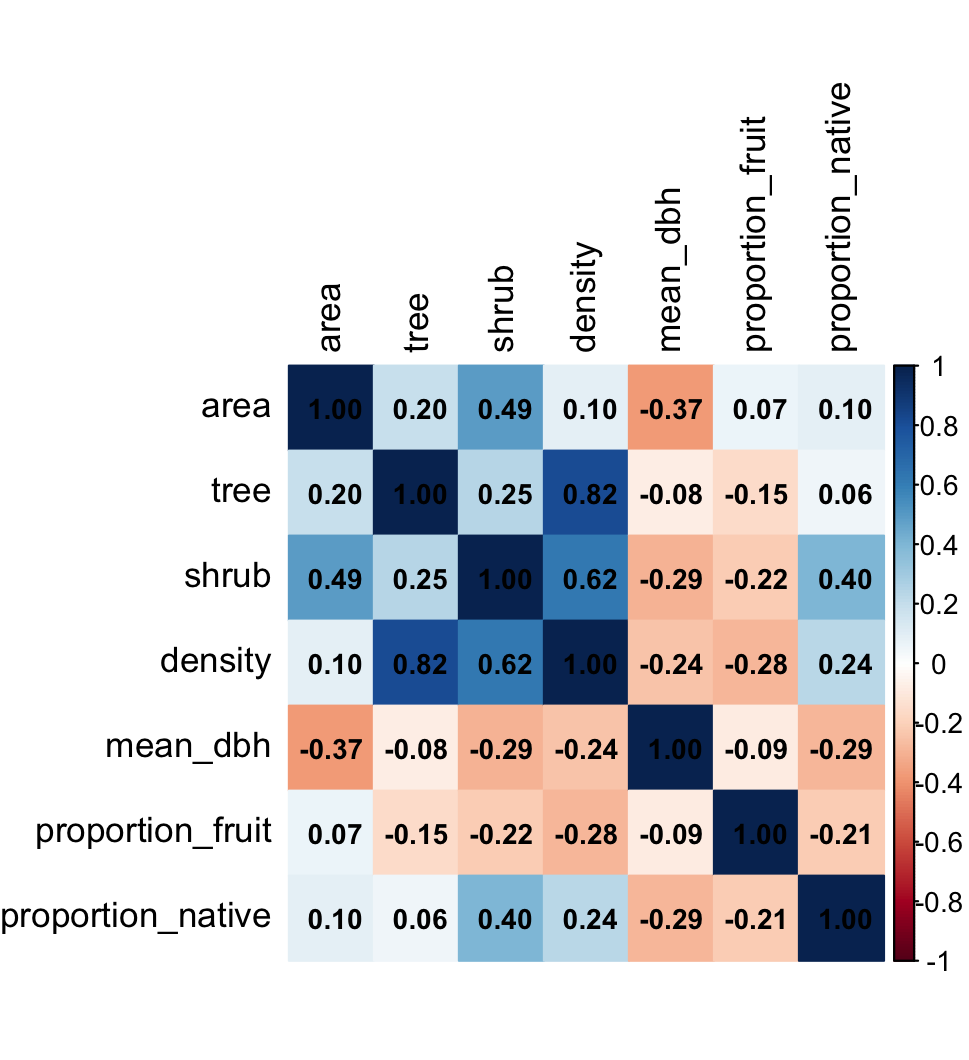 area tree shrub density mean_dbh proportion_fruit proportion_native
area 1.00 0.20 0.49 0.10 -0.37 0.07 0.10
tree 0.20 1.00 0.25 0.82 -0.08 -0.15 0.06
shrub 0.49 0.25 1.00 0.62 -0.29 -0.22 0.40
density 0.10 0.82 0.62 1.00 -0.24 -0.28 0.24
mean_dbh -0.37 -0.08 -0.29 -0.24 1.00 -0.09 -0.29
proportion_fruit 0.07 -0.15 -0.22 -0.28 -0.09 1.00 -0.21
proportion_native 0.10 0.06 0.40 0.24 -0.29 -0.21 1.00
1
0.8
0.6
0.4
0.2
0
-0.2
-0.4
-0.6
-0.8
-1